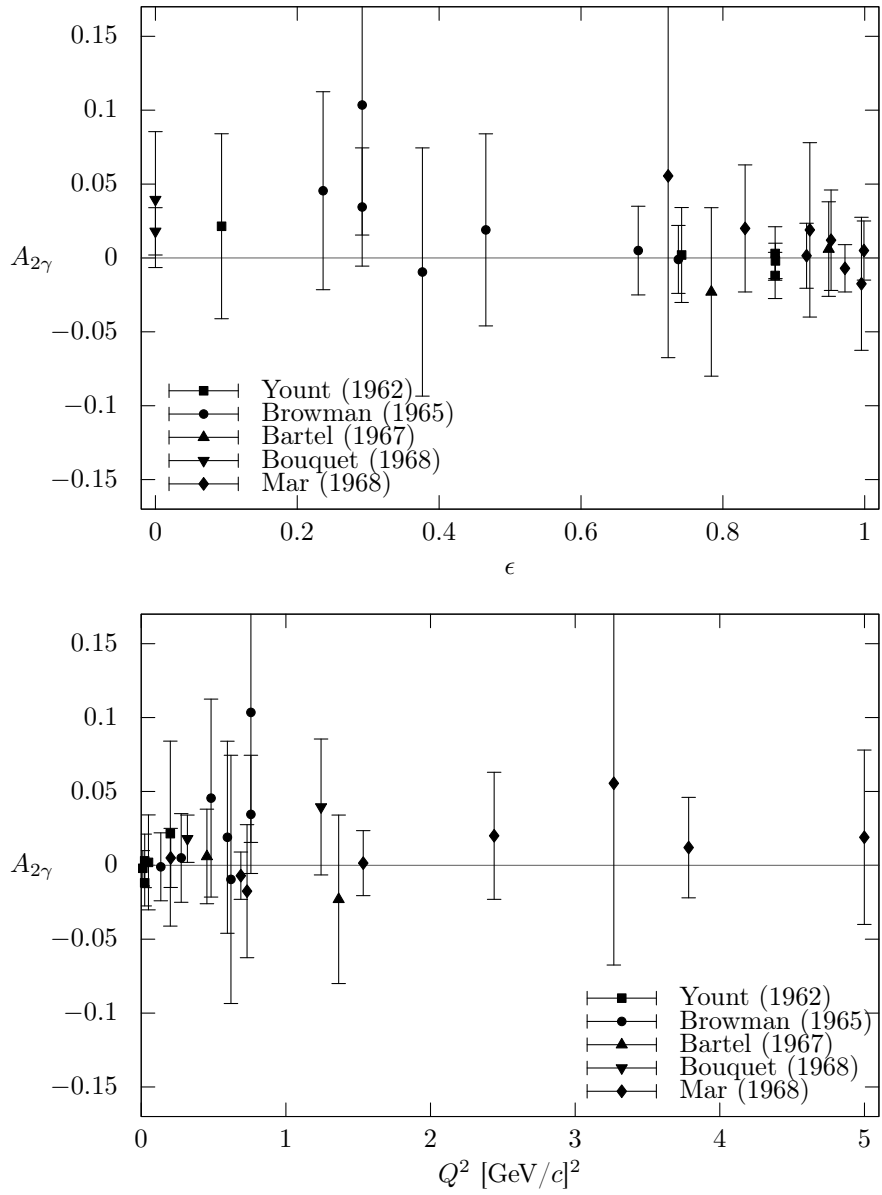 0.15
0.1
0.05
0
−0.05
−0.1
−0.15
A2γ
Yount (1962)
Browman (1965)
Bartel (1967)
Bouquet (1968)
Mar (1968)
0 0.2 0.4 0.6 0.8 1
ϵ
0.15
0.1
0.05
0
−0.05
−0.1
−0.15
A2γ
Yount (1962)
Browman (1965)
Bartel (1967)
Bouquet (1968)
Mar (1968)
0 1 2 3 4 5
Q² [GeV/c]²